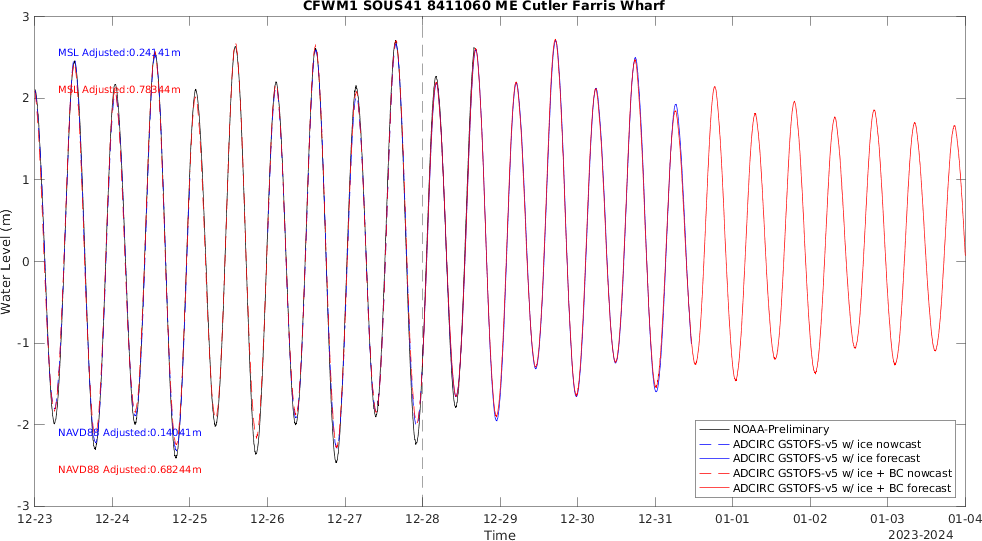 CFWM1 SOUS41 8411060 ME Cutler Farris Wharf
3
2
1
0
-1
-2
-3
Water Level (m)
MSL Adjusted:0.24141m
MSL Adjusted:0.78344m
NAVD88 Adjusted:0.14041m
NAVD88 Adjusted:0.68244m
NOAA-Preliminary
ADCIRC GSTOFS-v5 w/ ice nowcast
ADCIRC GSTOFS-v5 w/ ice forecast
ADCIRC GSTOFS-v5 w/ ice + BC nowcast
ADCIRC GSTOFS-v5 w/ ice + BC forecast
12-23 12-24 12-25 12-26 12-27 12-28 12-29 12-30 12-31 01-01 01-02 01-03 01-04
Time
2023-2024